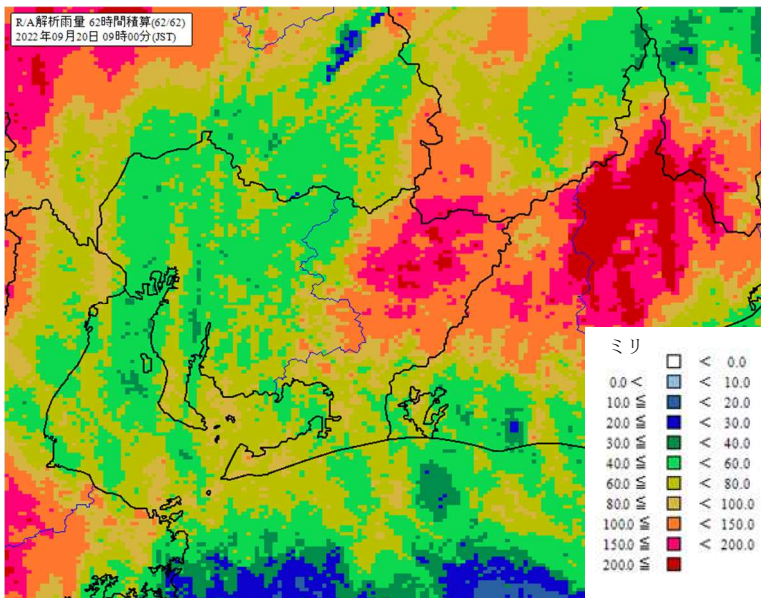 R/A解析雨量 62時間積算(62/62)
2022年09月20日 09時00分(JST)
ミリ
< 0.0
0.0 < < 10.0
10.0 ≦ < 20.0
20.0 ≦ < 30.0
30.0 ≦ < 40.0
40.0 ≦ < 60.0
60.0 ≦ < 80.0
80.0 ≦ < 100.0
100.0 ≦ < 150.0
150.0 ≦ < 200.0
200.0 ≦